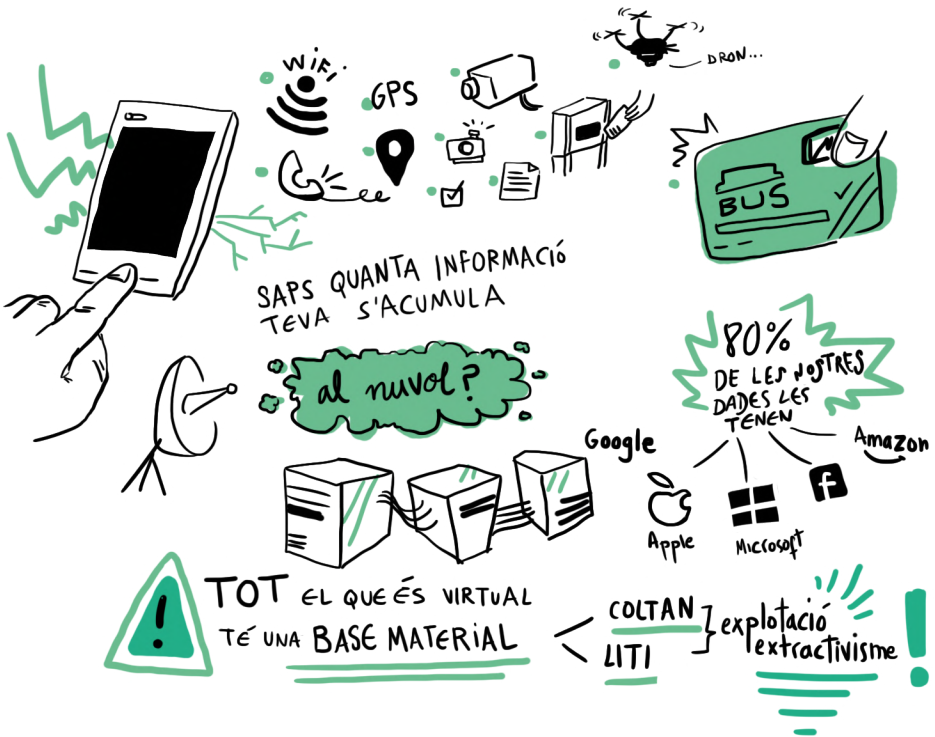 WiFi
GPS
DRON...
BUS
SAPS QUANTA INFORMACIÓ
TEVA S'ACUMULA
al nuvol?
80%
DE LES NOSTRES
DADES LES
TENEN
Google
Amazon
f
Apple
Microsoft
!
TOT EL QUE ÉS VIRTUAL
TÉ UNA BASE MATERIAL
COLTAN
LITI
explotació
extractivisme
!